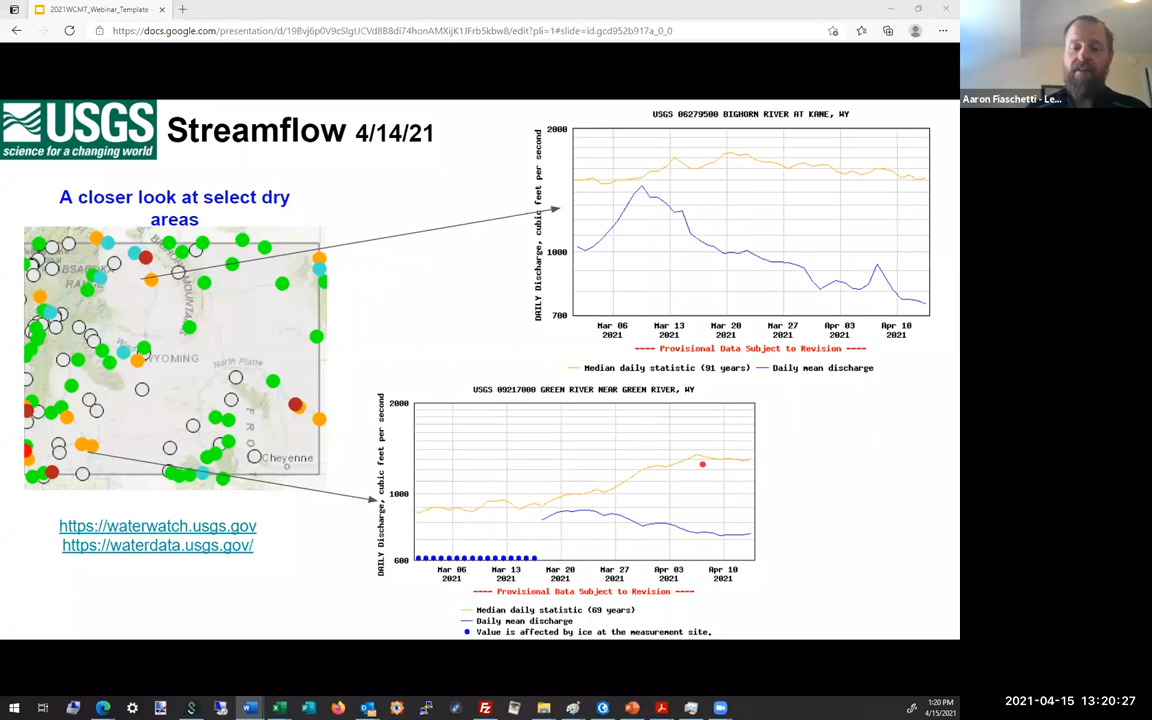 2021WCMT_Webinar_Template -
https://docs.google.com/presentation/d/19Bvj6p0V9cSlgUCVd8B8di74honAMXijK1JFrb5kbw8/edit?pli=1#slide=id.gcd952b917a_0_0
Aaron Fiaschetti - Le...
USGS
science for a changing world
Streamflow 4/14/21
A closer look at select dry
areas
WYOMING
North Platte
Cheyenne
https://waterwatch.usgs.gov
https://waterdata.usgs.gov/
USGS 06279500 BIGHORN RIVER AT KANE, WY
DAILY Discharge, cubic feet per second
2000
1000
700
Mar 06 Mar 13 Mar 20 Mar 27 Apr 03 Apr 10
2021 2021 2021 2021 2021 2021
---- Provisional Data Subject to Revision ----
Median daily statistic (91 years) Daily mean discharge
USGS 09217000 GREEN RIVER NEAR GREEN RIVER, WY
DAILY Discharge, cubic feet per second
2000
1000
600
Mar 06 Mar 13 Mar 20 Mar 27 Apr 03 Apr 10
2021 2021 2021 2021 2021 2021
---- Provisional Data Subject to Revision ----
Median daily statistic (69 years)
Daily mean discharge
Value is affected by ice at the measurement site.
1:20 PM
4/15/2021
2021-04-15 13:20:27